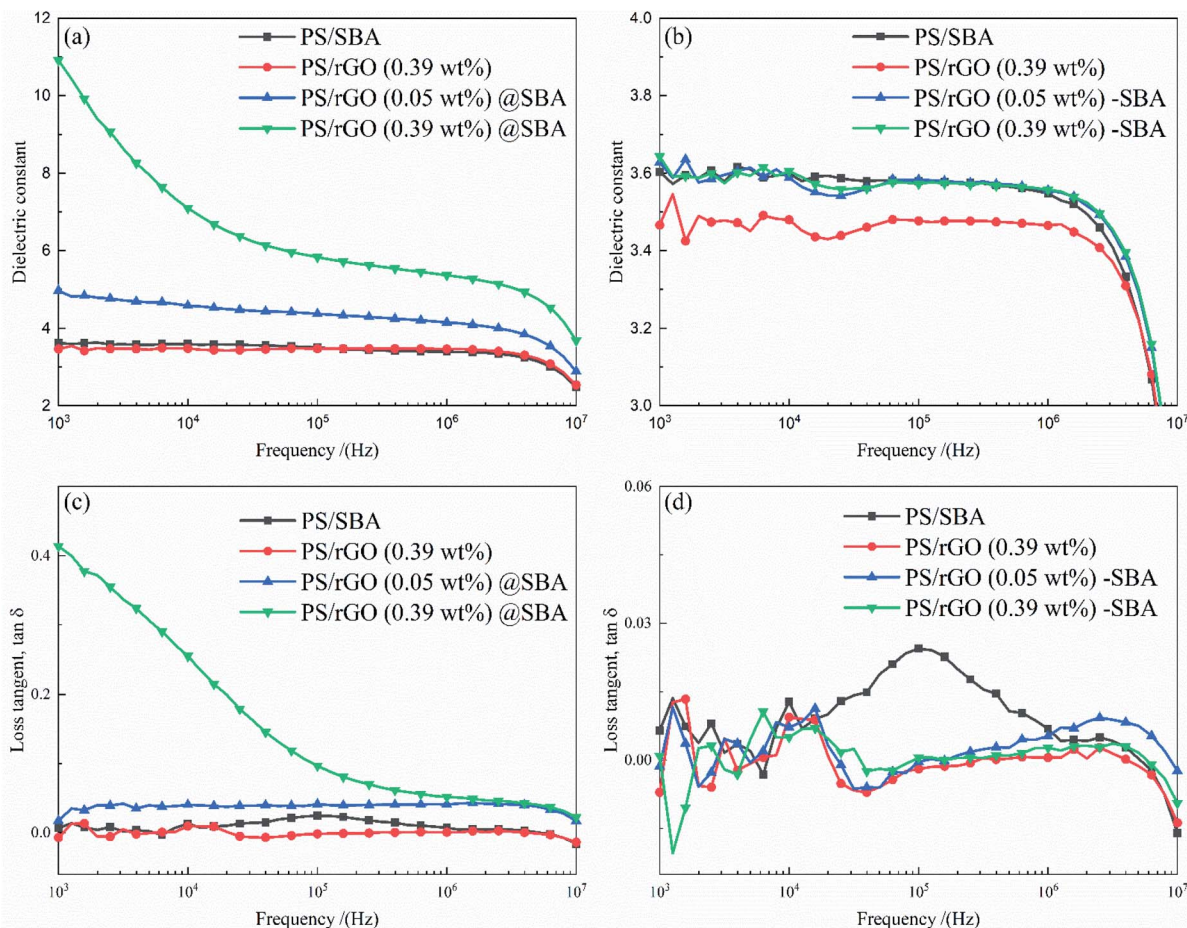 (a)
PS/SBA
PS/rGO (0.39 wt%)
PS/rGO (0.05 wt%) @SBA
PS/rGO (0.39 wt%) @SBA
12
10
8
6
4
2
Dielectric constant
10³ 10⁴ 10⁵ 10⁶ 10⁷
Frequency /(Hz)
(b)
PS/SBA
PS/rGO (0.39 wt%)
PS/rGO (0.05 wt%) -SBA
PS/rGO (0.39 wt%) -SBA
4.0
3.8
3.6
3.4
3.2
3.0
Dielectric constant
10³ 10⁴ 10⁵ 10⁶ 10⁷
Frequency /(Hz)
(c)
PS/SBA
PS/rGO (0.39 wt%)
PS/rGO (0.05 wt%) @SBA
PS/rGO (0.39 wt%) @SBA
0.4
0.2
0.0
Loss tangent, tan δ
10³ 10⁴ 10⁵ 10⁶ 10⁷
Frequency /(Hz)
(d)
PS/SBA
PS/rGO (0.39 wt%)
PS/rGO (0.05 wt%) -SBA
PS/rGO (0.39 wt%) -SBA
0.06
0.03
0.00
Loss tangent, tan δ
10³ 10⁴ 10⁵ 10⁶ 10⁷
Frequency /(Hz)